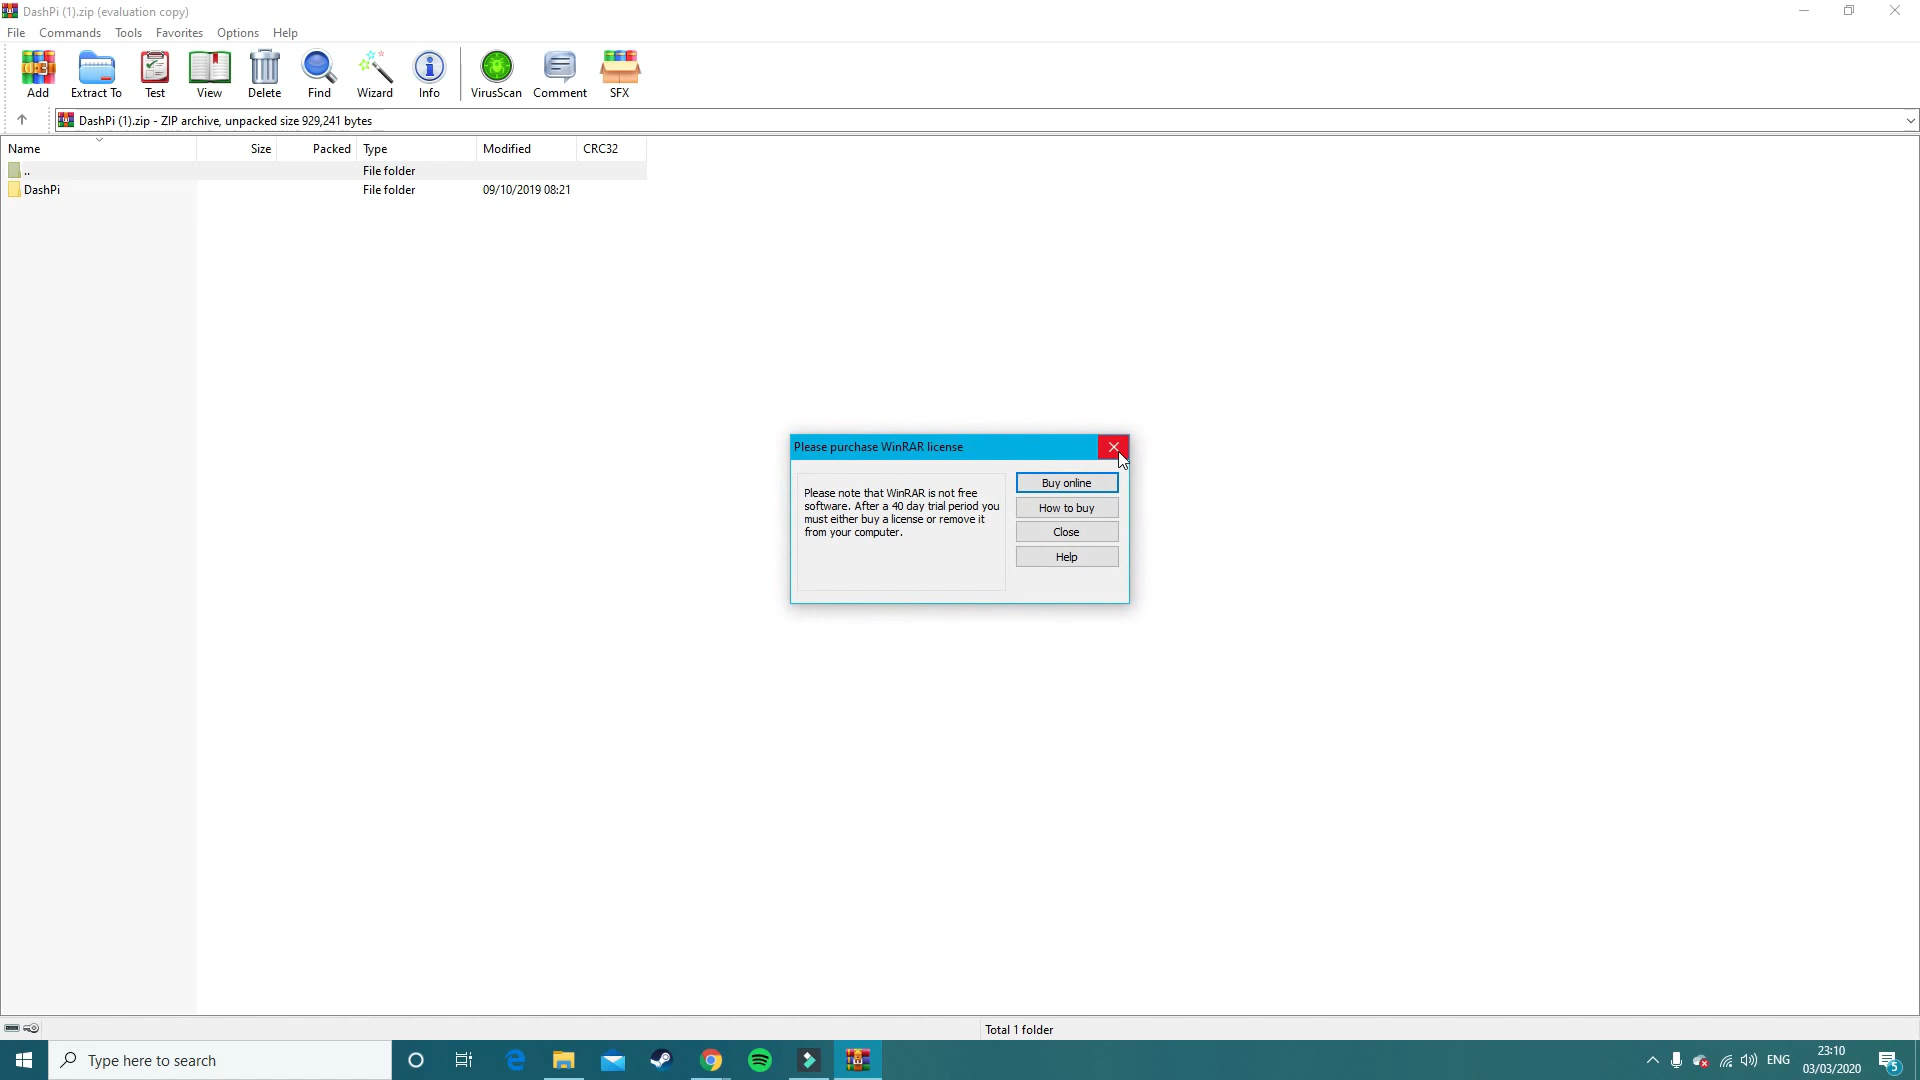 DashPi (1).zip (evaluation copy)
File Commands Tools Favorites Options Help
Add Extract To Test View Delete Find Wizard Info VirusScan Comment SFX
DashPi (1).zip - ZIP archive, unpacked size 929,241 bytes
Name Size Packed Type Modified CRC32
.. File folder
DashPi File folder 09/10/2019 08:21
Please purchase WinRAR license
Please note that WinRAR is not free
software. After a 40 day trial period you
must either buy a license or remove it
from your computer.
Buy online
How to buy
Close
Help
Total 1 folder
Type here to search
ENG
23:10
03/03/2020
5